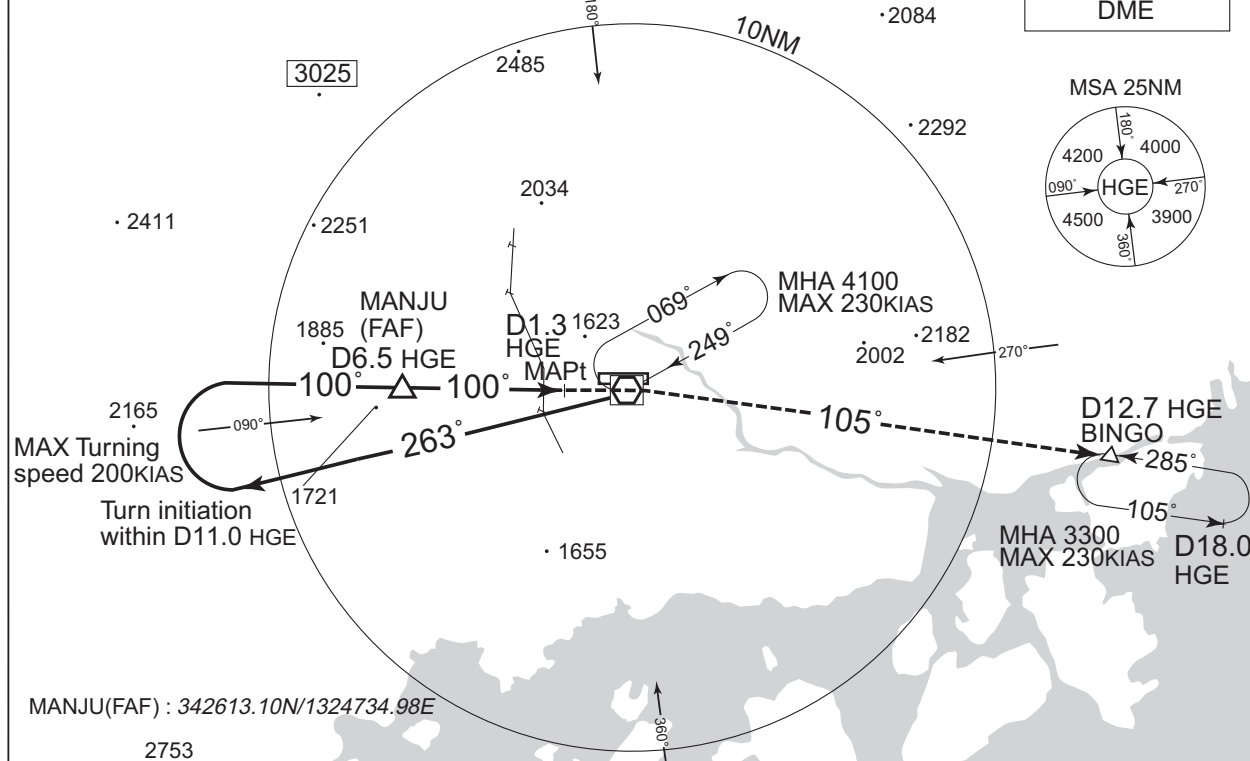 DME
180°
10NM
2084
3025
2485
MSA 25NM
180°
4200
4000
090°
HGE
270°
4500
3900
360°
2292
2034
2411
2251
MANJU
(FAF)
D6.5 HGE
1885
D1.3
HGE
MAPt
1623
069°
249°
MHA 4100
MAX 230KIAS
2182
2002
270°
100°
100°
2165
090°
263°
105°
D12.7 HGE
BINGO
285°
105°
MAX Turning
speed 200KIAS
1721
Turn initiation
within D11.0 HGE
1655
MHA 3300
MAX 230KIAS
D18.0
HGE
MANJU(FAF) : 342613.10N/1324734.98E
360°
2753